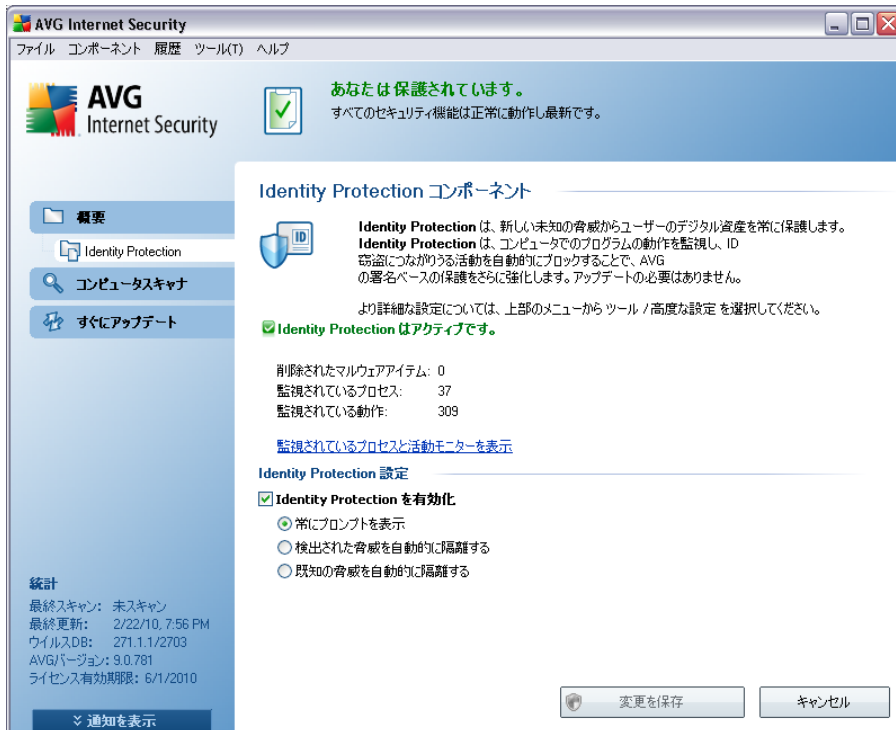 AVG Internet Security
ファイル コンポーネント 履歴 ツール(T) ヘルプ
AVG
Internet Security
あなたは保護されています。
すべてのセキュリティ機能は正常に動作し最新です。
概要
Identity Protection
コンピュータスキャナ
すぐにアップデート
Identity Protection コンポーネント
ID
Identity Protection は、新しい未知の脅威からユーザーのデジタル資産を常に保護します。
Identity Protection は、コンピュータでのプログラムの動作を監視し、ID
窃盗につながりうる活動を自動的にブロックすることで、AVG
の署名ベースの保護をさらに強化します。アップデートの必要はありません。
より詳細な設定については、上部のメニューから ツール / 高度な設定 を選択してください。
Identity Protection はアクティブです。
削除されたマルウェアアイテム: 0
監視されているプロセス: 37
監視されている動作: 309
監視されているプロセスと活動モニターを表示
Identity Protection 設定
Identity Protection を有効化
常にプロンプトを表示
検出された脅威を自動的に隔離する
既知の脅威を自動的に隔離する
統計
最終スキャン: 未スキャン
最終更新: 2/22/10, 7:56 PM
ウイルスDB: 271.1.1/2703
AVGバージョン: 9.0.781
ライセンス有効期限: 6/1/2010
通知を表示
変更を保存
キャンセル